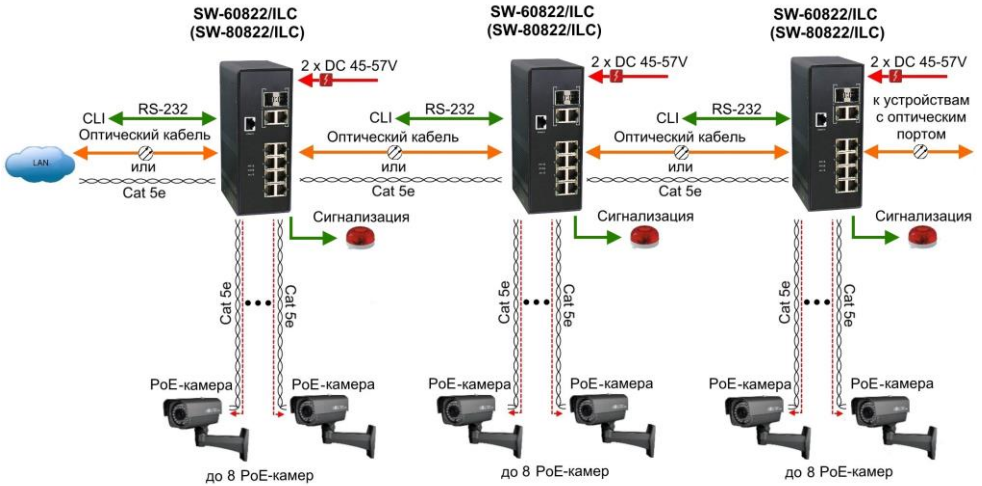 SW-60822/ILC
(SW-80822/ILC)
SW-60822/ILC
(SW-80822/ILC)
SW-60822/ILC
(SW-80822/ILC)
2 x DC 45-57V
2 x DC 45-57V
2 x DC 45-57V
CLI
RS-232
CLI
RS-232
CLI
RS-232
к устройствам
с оптическим
портом
LAN
Оптический кабель
или
Cat 5e
Оптический кабель
или
Cat 5e
Оптический кабель
или
Cat 5e
Сигнализация
Сигнализация
Сигнализация
Cat 5e
Cat 5e
Cat 5e
Cat 5e
Cat 5e
Cat 5e
PoE-камера
PoE-камера
PoE-камера
PoE-камера
PoE-камера
PoE-камера
до 8 PoE-камер
до 8 PoE-камер
до 8 PoE-камер